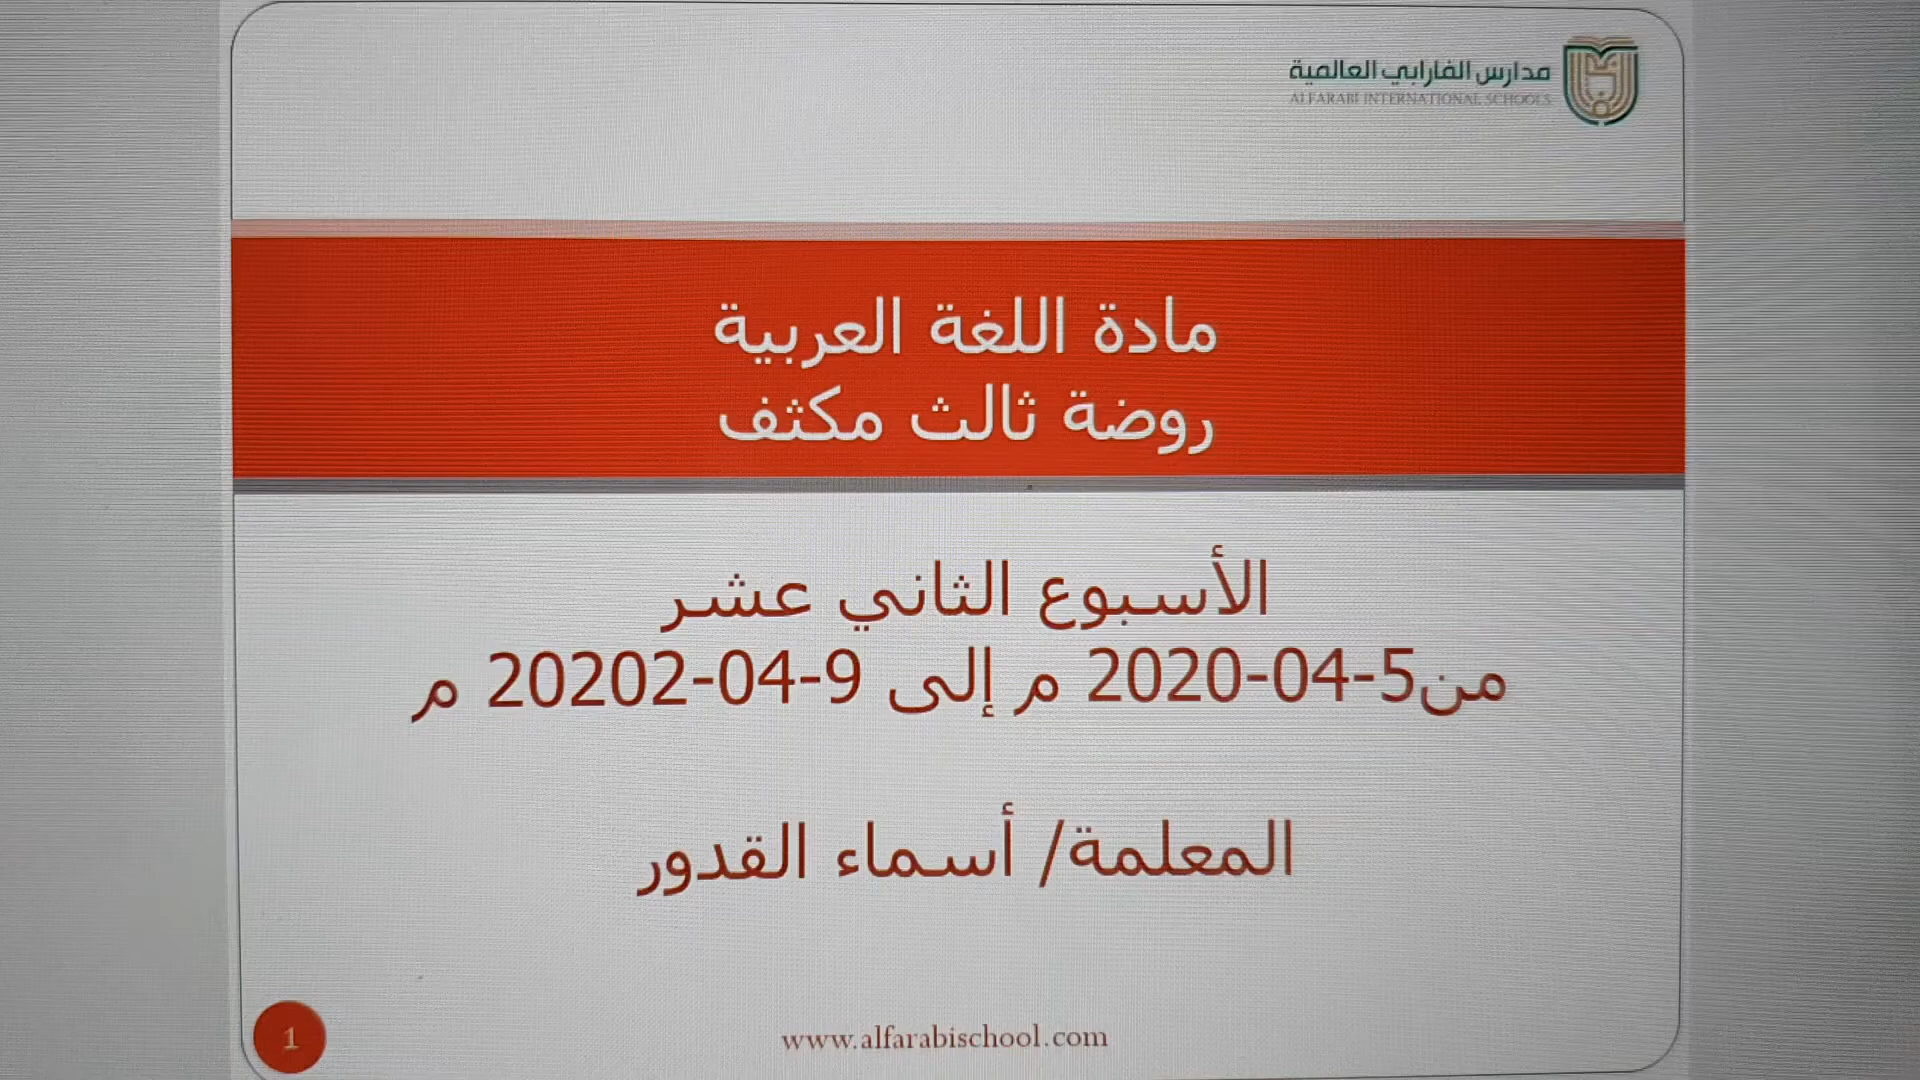 مدارس الفارابي العالمية
ALFARABI INTERNATIONAL SCHOOLS
مادة اللغة العربية
روضة ثالث مكثف
الأسبوع الثاني عشر
من5-04-2020 م إلى 9-04-20202 م
المعلمة/ أسماء القدور
www.alfarabischool.com
1